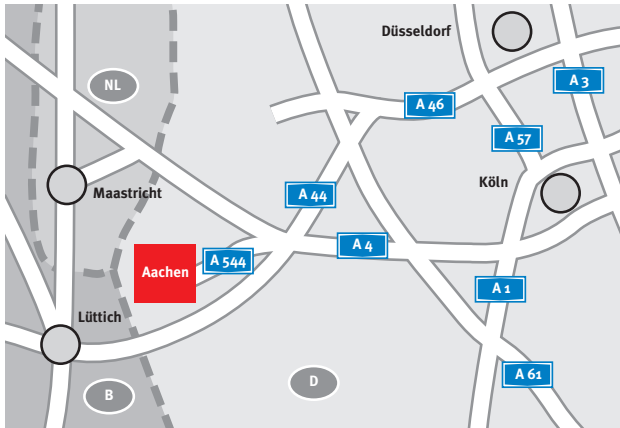 Düsseldorf
NL
A 46
A 3
A 57
Maastricht
Köln
A 44
A 4
Aachen
A 544
A 1
Lüttich
A 61
D
B